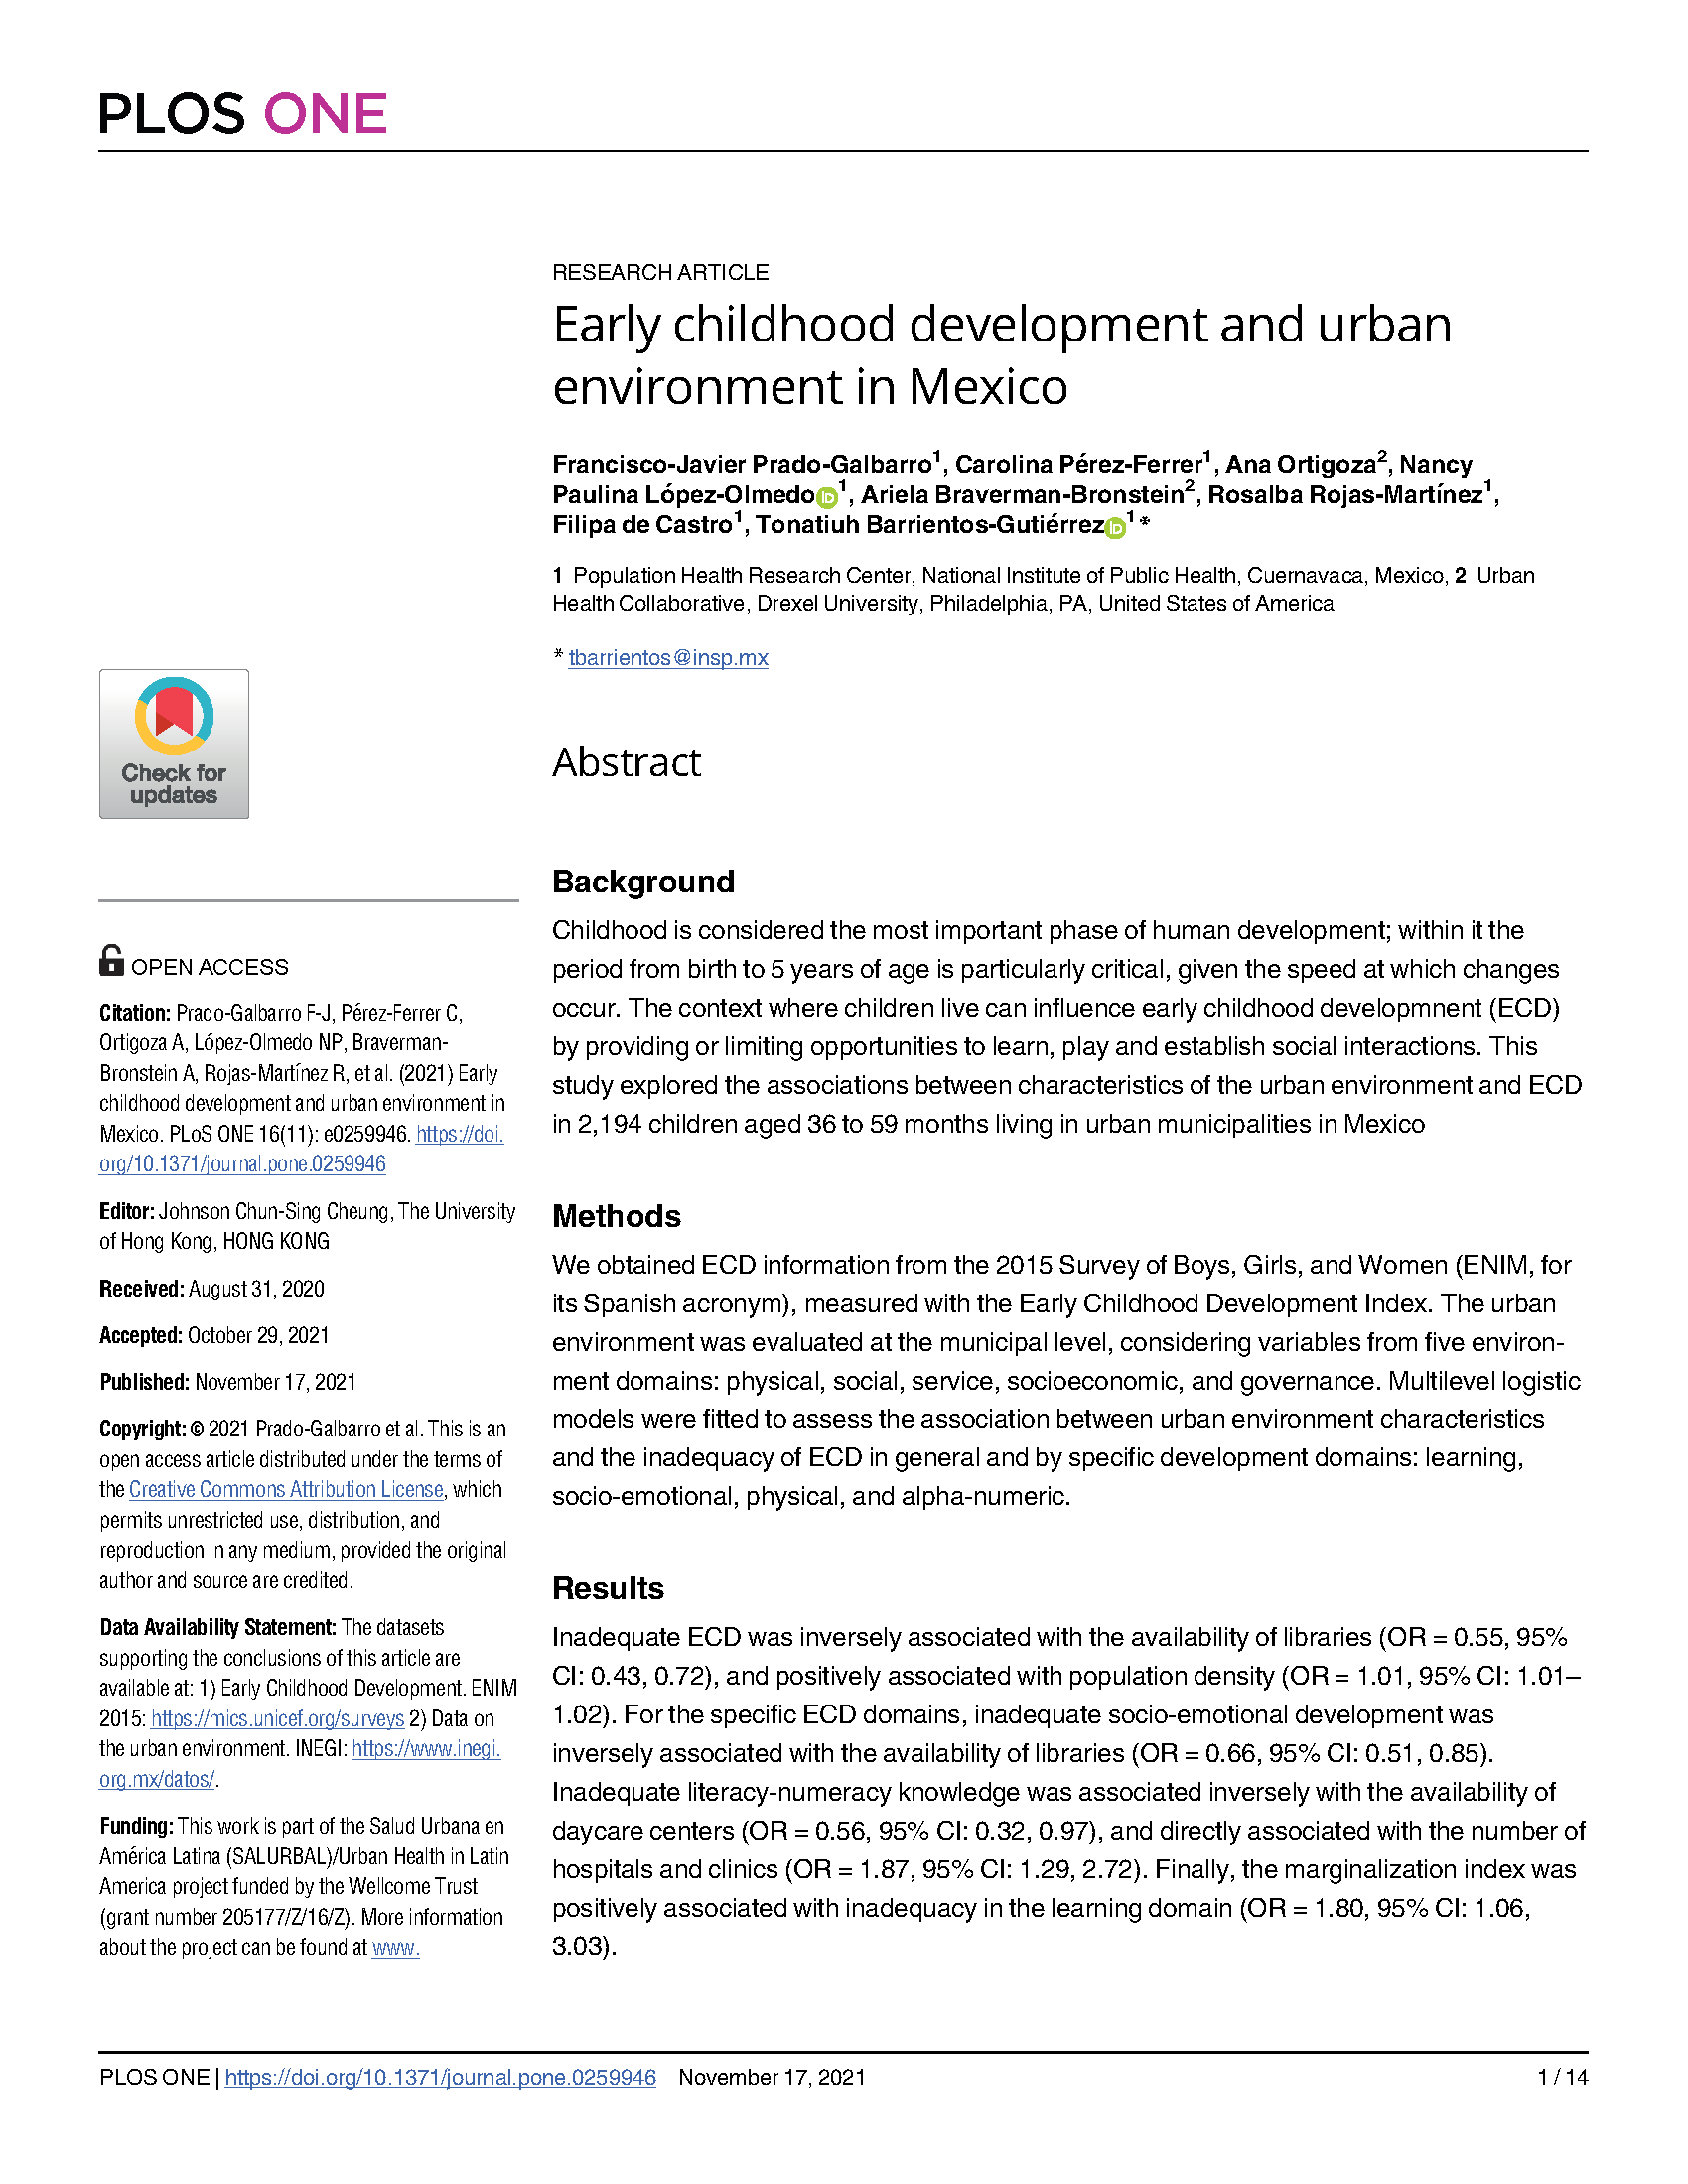 PLOS ONE
RESEARCH ARTICLE
Early childhood development and urban
environment in Mexico
Francisco-Javier Prado-Galbarro1, Carolina Pérez-Ferrer1, Ana Ortigoza2, Nancy
Paulina López-Olmedo iD 1, Ariela Braverman-Bronstein2, Rosalba Rojas-Martínez1,
Filipa de Castro1, Tonatiuh Barrientos-Gutiérrez iD 1*
1 Population Health Research Center, National Institute of Public Health, Cuernavaca, Mexico, 2 Urban
Health Collaborative, Drexel University, Philadelphia, PA, United States of America
* tbarrientos@insp.mx
Check for
updates
OPEN ACCESS
Citation: Prado-Galbarro F-J, Pérez-Ferrer C,
Ortigoza A, López-Olmedo NP, Braverman-
Bronstein A, Rojas-Martínez R, et al. (2021) Early
childhood development and urban environment in
Mexico. PLoS ONE 16(11): e0259946. https://doi.
org/10.1371/journal.pone.0259946
Editor: Johnson Chun-Sing Cheung, The University
of Hong Kong, HONG KONG
Received: August 31, 2020
Accepted: October 29, 2021
Published: November 17, 2021
Copyright: © 2021 Prado-Galbarro et al. This is an
open access article distributed under the terms of
the Creative Commons Attribution License, which
permits unrestricted use, distribution, and
reproduction in any medium, provided the original
author and source are credited.
Data Availability Statement: The datasets
supporting the conclusions of this article are
available at: 1) Early Childhood Development. ENIM
2015: https://mics.unicef.org/surveys 2) Data on
the urban environment. INEGI: https://www.inegi.
org.mx/datos/.
Funding: This work is part of the Salud Urbana en
América Latina (SALURBAL)/Urban Health in Latin
America project funded by the Wellcome Trust
(grant number 205177/Z/16/Z). More information
about the project can be found at www.
Abstract
Background
Childhood is considered the most important phase of human development; within it the
period from birth to 5 years of age is particularly critical, given the speed at which changes
occur. The context where children live can influence early childhood developmnent (ECD)
by providing or limiting opportunities to learn, play and establish social interactions. This
study explored the associations between characteristics of the urban environment and ECD
in 2,194 children aged 36 to 59 months living in urban municipalities in Mexico
Methods
We obtained ECD information from the 2015 Survey of Boys, Girls, and Women (ENIM, for
its Spanish acronym), measured with the Early Childhood Development Index. The urban
environment was evaluated at the municipal level, considering variables from five environ-
ment domains: physical, social, service, socioeconomic, and governance. Multilevel logistic
models were fitted to assess the association between urban environment characteristics
and the inadequacy of ECD in general and by specific development domains: learning,
socio-emotional, physical, and alpha-numeric.
Results
Inadequate ECD was inversely associated with the availability of libraries (OR = 0.55, 95%
CI: 0.43, 0.72), and positively associated with population density (OR = 1.01, 95% CI: 1.01–
1.02). For the specific ECD domains, inadequate socio-emotional development was
inversely associated with the availability of libraries (OR = 0.66, 95% CI: 0.51, 0.85).
Inadequate literacy-numeracy knowledge was associated inversely with the availability of
daycare centers (OR = 0.56, 95% CI: 0.32, 0.97), and directly associated with the number of
hospitals and clinics (OR = 1.87, 95% CI: 1.29, 2.72). Finally, the marginalization index was
positively associated with inadequacy in the learning domain (OR = 1.80, 95% CI: 1.06,
3.03).
PLOS ONE | https://doi.org/10.1371/journal.pone.0259946 November 17, 2021 1 / 14